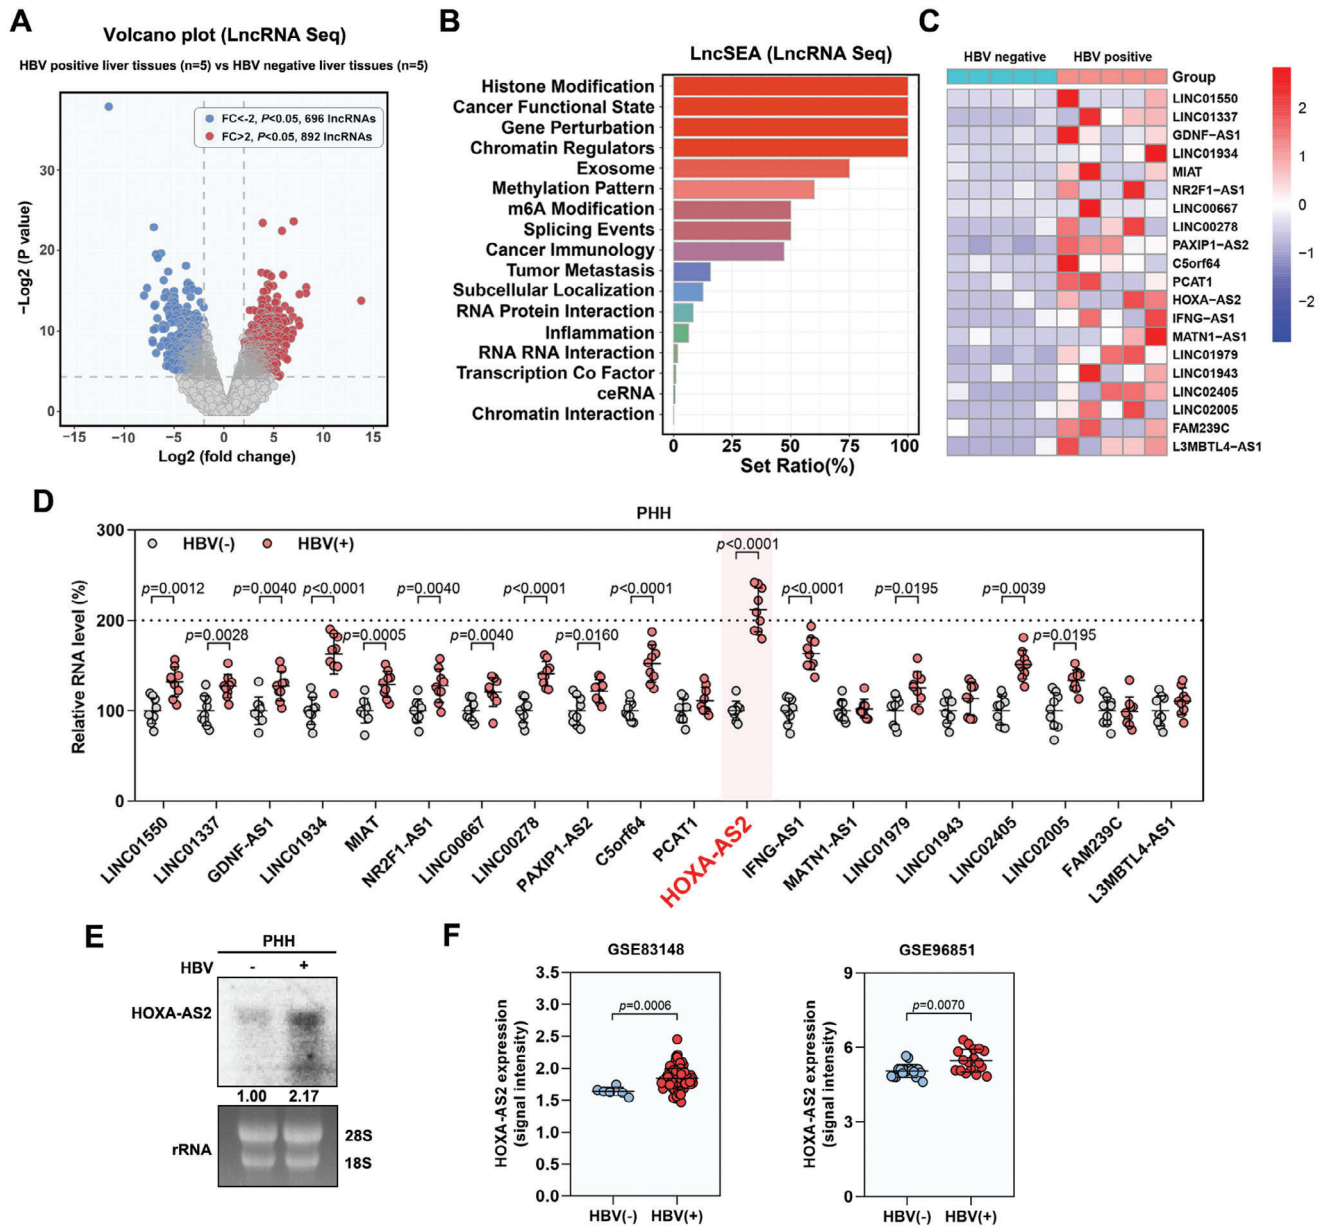 A
Volcano plot (LncRNA Seq)
HBV positive liver tissues (n=5) vs HBV negative liver tissues (n=5)
FC<-2, P<0.05, 696 lncRNAs
FC>2, P<0.05, 892 lncRNAs
−Log2 (P value)
30
20
10
0
−15
−10
−5
0
5
10
15
Log2 (fold change)
B
LncSEA (LncRNA Seq)
Histone Modification
Cancer Functional State
Gene Perturbation
Chromatin Regulators
Exosome
Methylation Pattern
m6A Modification
Splicing Events
Cancer Immunology
Tumor Metastasis
Subcellular Localization
RNA Protein Interaction
Inflammation
RNA RNA Interaction
Transcription Co Factor
ceRNA
Chromatin Interaction
0
25
50
75
100
Set Ratio(%)
C
HBV negative
HBV positive
Group
LINC01550
LINC01337
GDNF−AS1
LINC01934
MIAT
NR2F1−AS1
LINC00667
LINC00278
PAXIP1−AS2
C5orf64
PCAT1
HOXA−AS2
IFNG−AS1
MATN1−AS1
LINC01979
LINC01943
LINC02405
LINC02005
FAM239C
L3MBTL4−AS1
2
1
0
−1
−2
D
PHH
HBV(-)
HBV(+)
Relative RNA level (%)
300
200
100
0
p=0.0012
p=0.0028
p=0.0040
p<0.0001
p=0.0005
p=0.0040
p=0.0040
p<0.0001
p=0.0160
p<0.0001
p<0.0001
p<0.0001
p=0.0195
p=0.0039
p=0.0195
LINC01550
LINC01337
GDNF-AS1
LINC01934
MIAT
NR2F1-AS1
LINC00667
LINC00278
PAXIP1-AS2
C5orf64
PCAT1
HOXA-AS2
IFNG-AS1
MATN1-AS1
LINC01979
LINC01943
LINC02405
LINC02005
FAM239C
L3MBTL4-AS1
E
PHH
HBV - +
HOXA-AS2
1.00 2.17
rRNA
28S
18S
F
GSE83148
HOXA-AS2 expression
(signal intensity)
3.5
3.0
2.5
2.0
1.5
1.0
0.5
0.0
p=0.0006
HBV(-)
HBV(+)
GSE96851
HOXA-AS2 expression
(signal intensity)
9
6
3
0
p=0.0070
HBV(-)
HBV(+)